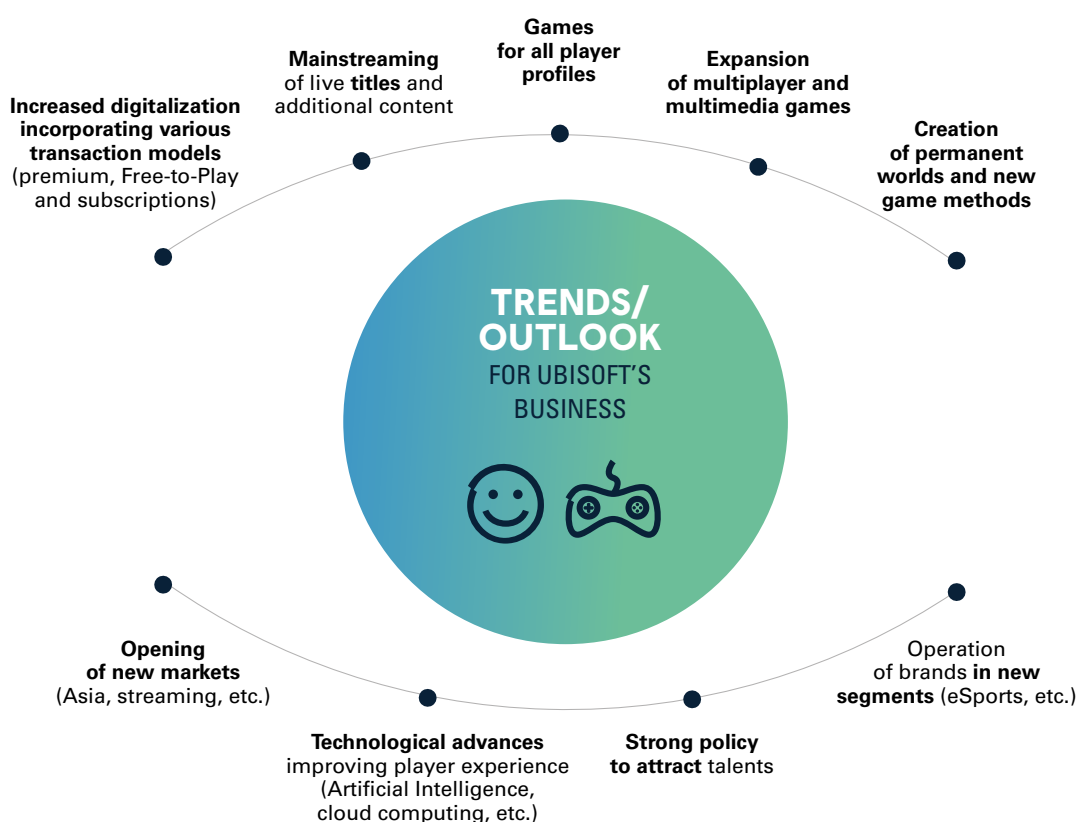 Games
for all player
profiles
Mainstreaming
of live titles and
additional content
Expansion
of multiplayer and
multimedia games
Increased digitalization
incorporating various
transaction models
(premium, Free-to-Play
and subscriptions)
Creation
of permanent
worlds and new
game methods
TRENDS/
OUTLOOK
FOR UBISOFT'S
BUSINESS
Opening
of new markets
(Asia, streaming, etc.)
Operation
of brands in new
segments (eSports, etc.)
Technological advances
improving player experience
(Artificial Intelligence,
cloud computing, etc.)
Strong policy
to attract talents